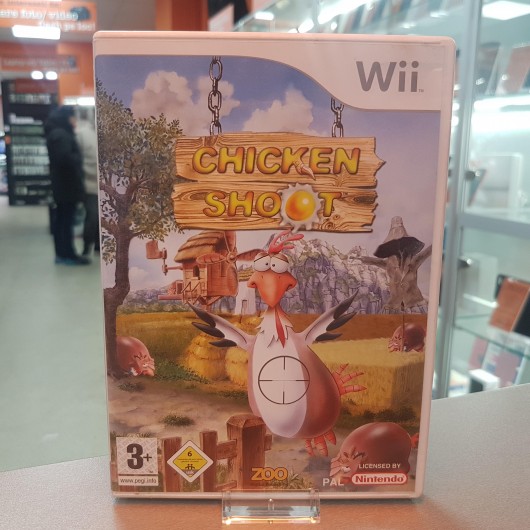 Wii
CHICKEN
SHOOT
3+
www.pegi.info
6
ZOO
PAL
LICENSED BY
Nintendo